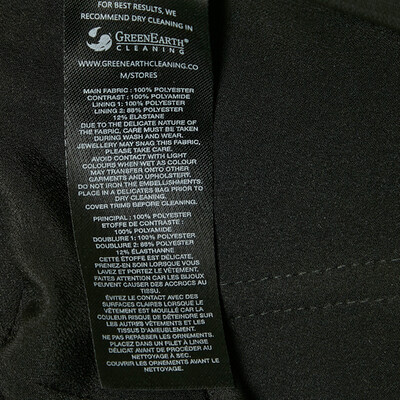 FOR BEST RESULTS, WE
RECOMMEND DRY CLEANING IN
GREENEARTH®
CLEANING
WWW.GREENEARTHCLEANING.CO
M/STORES
MAIN FABRIC : 100% POLYESTER
CONTRAST : 100% POLYAMIDE
LINING 1: 100% POLYESTER
LINING 2: 88% POLYESTER
12% ELASTANE
DUE TO THE DELICATE NATURE OF
THE FABRIC, CARE MUST BE TAKEN
DURING WASH AND WEAR.
JEWELLERY MAY SNAG THIS FABRIC,
PLEASE TAKE CARE.
AVOID CONTACT WITH LIGHT
COLOURS WHEN WET AS COLOUR
MAY TRANSFER ONTO OTHER
GARMENTS AND UPHOLSTERY.
DO NOT IRON THE EMBELLISHMENTS.
PLACE IN A DELICATES BAG PRIOR TO
DRY CLEANING.
COVER TRIMS BEFORE CLEANING.
PRINCIPAL : 100% POLYESTER
ETOFFE DE CONTRASTE :
100% POLYAMIDE
DOUBLURE 1: 100% POLYESTER
DOUBLURE 2: 88% POLYESTER
12% ÉLASTHANNE
CETTE ÉTOFFE EST DÉLICATE,
PRENEZ-EN SOIN LORSQUE VOUS
LAVEZ ET PORTEZ LE VÊTEMENT.
FAITES ATTENTION CAR LES BIJOUX
PEUVENT CAUSER DES ACCROCS AU
TISSU.
ÉVITEZ LE CONTACT AVEC DES
SURFACES CLAIRES LORSQUE LE
VÊTEMENT EST MOUILLÉ CAR LA
COULEUR RISQUE DE DÉTEINDRE SUR
LES AUTRES VÊTEMENTS ET LES
TISSUS D'AMEUBLEMENT.
NE PAS REPASSER LES ORNEMENTS.
PLACEZ DANS UN FILET À LINGE
DÉLICAT AVANT DE PROCÉDER AU
NETTOYAGE À SEC.
COUVRIR LES ORNEMENTS AVANT LE
NETTOYAGE.